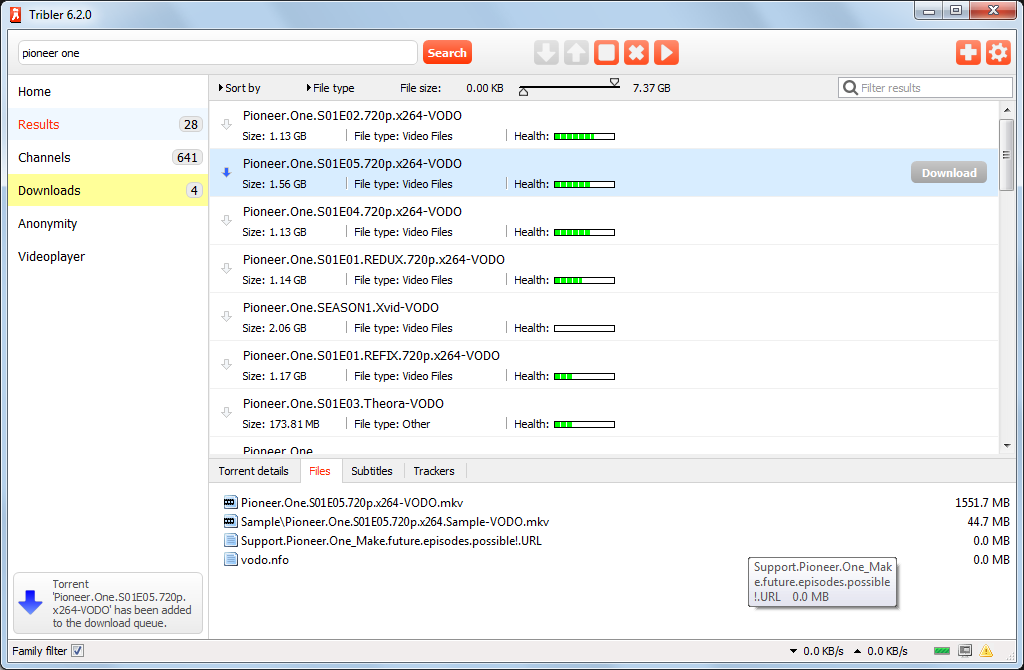 Tribler 6.2.0
pioneer one
Search
Home
Results 28
Channels 641
Downloads 4
Anonymity
Videoplayer
Sort by File type File size: 0.00 KB 7.37 GB Filter results
Pioneer.One.S01E02.720p.x264-VODO
Size: 1.13 GB File type: Video Files Health:
Pioneer.One.S01E05.720p.x264-VODO
Size: 1.56 GB File type: Video Files Health:
Download
Pioneer.One.S01E04.720p.x264-VODO
Size: 1.13 GB File type: Video Files Health:
Pioneer.One.S01E01.REDUX.720p.x264-VODO
Size: 1.14 GB File type: Video Files Health:
Pioneer.One.SEASON1.Xvid-VODO
Size: 2.06 GB File type: Video Files Health:
Pioneer.One.S01E01.REFIX.720p.x264-VODO
Size: 1.17 GB File type: Video Files Health:
Pioneer.One.S01E03.Theora-VODO
Size: 173.81 MB File type: Other Health:
Pioneer One
Torrent details Files Subtitles Trackers
Pioneer.One.S01E05.720p.x264-VODO.mkv 1551.7 MB
Sample\Pioneer.One.S01E05.720p.x264.Sample-VODO.mkv 44.7 MB
Support.Pioneer.One_Make.future.episodes.possible!.URL 0.0 MB
vodo.nfo 0.0 MB
Support.Pioneer.One_Mak
e.future.episodes.possible
!.URL 0.0 MB
Torrent
'Pioneer.One.S01E05.720p.
x264-VODO' has been added
to the download queue.
Family filter 0.0 KB/s 0.0 KB/s